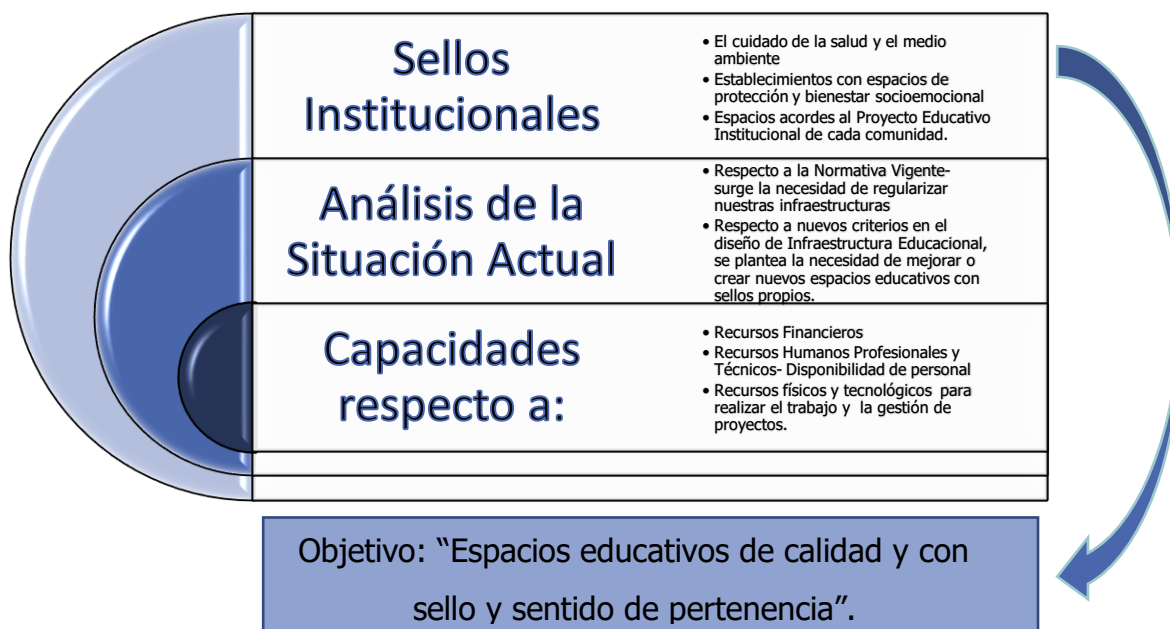 Sellos
Institucionales
• El cuidado de la salud y el medio
ambiente
• Establecimientos con espacios de
protección y bienestar socioemocional
• Espacios acordes al Proyecto Educativo
Institucional de cada comunidad.
Análisis de la
Situación Actual
• Respecto a la Normativa Vigente-
surge la necesidad de regularizar
nuestras infraestructuras
• Respecto a nuevos criterios en el
diseño de Infraestructura Educacional,
se plantea la necesidad de mejorar o
crear nuevos espacios educativos con
sellos propios.
Capacidades
respecto a:
• Recursos Financieros
• Recursos Humanos Profesionales y
Técnicos- Disponibilidad de personal
• Recursos físicos y tecnológicos para
realizar el trabajo y la gestión de
proyectos.
Objetivo: “Espacios educativos de calidad y con
sello y sentido de pertenencia”.